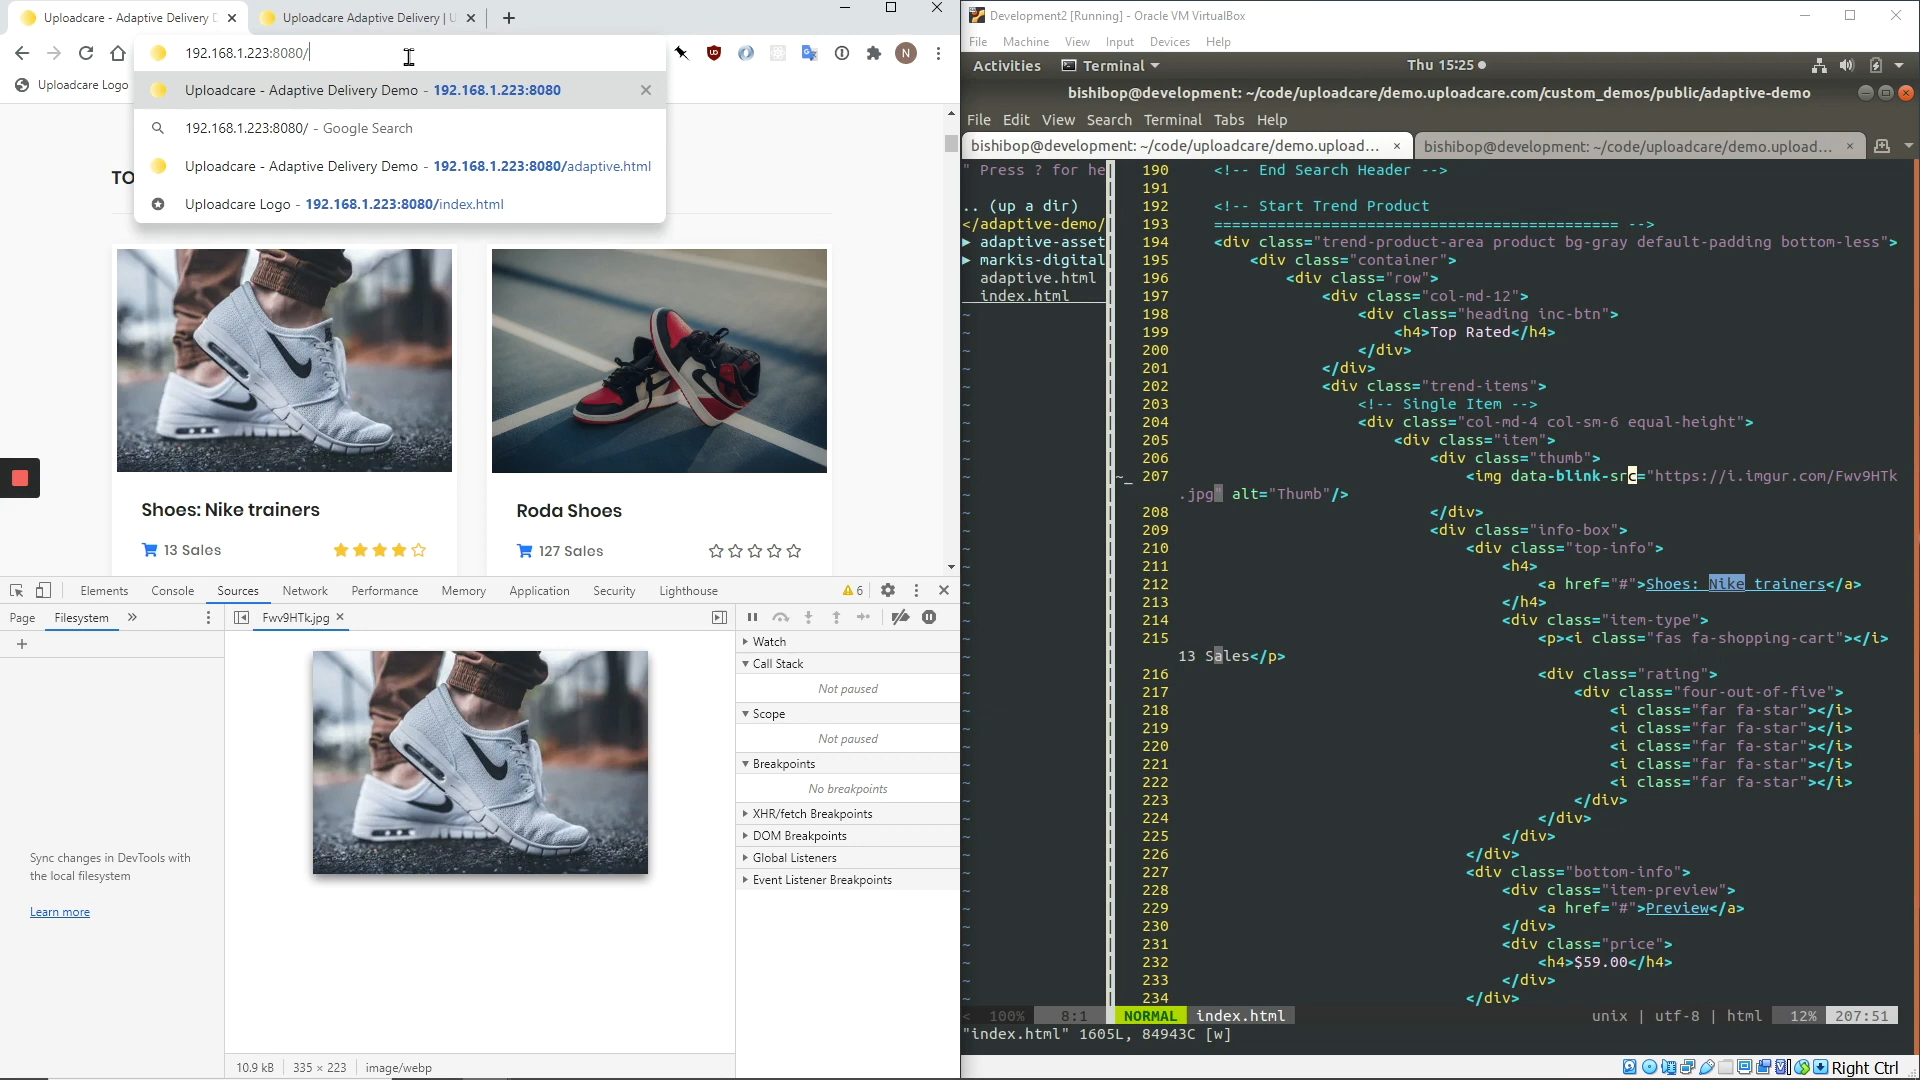 Uploadcare - Adaptive Delivery D
Uploadcare Adaptive Delivery | U
192.168.1.223:8080/
N
Uploadcare Logo
Uploadcare - Adaptive Delivery Demo - 192.168.1.223:8080
192.168.1.223:8080/ - Google Search
Uploadcare - Adaptive Delivery Demo - 192.168.1.223:8080/adaptive.html
Uploadcare Logo - 192.168.1.223:8080/index.html
TO
Shoes: Nike trainers
13 Sales
Roda Shoes
127 Sales
Elements Console Sources Network Performance Memory Application Security Lighthouse 6
Page Filesystem »
Fwv9HTk.jpg
Sync changes in DevTools with
the local filesystem
Learn more
Watch
Call Stack
Not paused
Scope
Not paused
Breakpoints
No breakpoints
XHR/fetch Breakpoints
DOM Breakpoints
Global Listeners
Event Listener Breakpoints
10.9 kB 335 × 223 image/webp
Development2 [Running] - Oracle VM VirtualBox
File Machine View Input Devices Help
Activities Terminal Thu 15:25
bishibop@development: ~/code/uploadcare/demo.uploadcare.com/custom_demos/public/adaptive-demo
File Edit View Search Terminal Tabs Help
bishibop@development: ~/code/uploadcare/demo.upload...
bishibop@development: ~/code/uploadcare/demo.upload...
" Press ? for he
.. (up a dir)
</adaptive-demo/
▶ adaptive-asset
▶ markis-digital
adaptive.html
index.html
190 <!-- End Search Header -->
191
192 <!-- Start Trend Product
193 ============================================= -->
194 <div class="trend-product-area product bg-gray default-padding bottom-less">
195 <div class="container">
196 <div class="row">
197 <div class="col-md-12">
198 <div class="heading inc-btn">
199 <h4>Top Rated</h4>
200 </div>
201 </div>
202 <div class="trend-items">
203 <!-- Single Item -->
204 <div class="col-md-4 col-sm-6 equal-height">
205 <div class="item">
206 <div class="thumb">
207 <img data-blink-src="https://i.imgur.com/Fwv9HTk
.jpg" alt="Thumb"/>
208 </div>
209 <div class="info-box">
210 <div class="top-info">
211 <h4>
212 <a href="#">Shoes: Nike trainers</a>
213 </h4>
214 <div class="item-type">
215 <p><i class="fas fa-shopping-cart"></i>
13 Sales</p>
216 <div class="rating">
217 <div class="four-out-of-five">
218 <i class="far fa-star"></i>
219 <i class="far fa-star"></i>
220 <i class="far fa-star"></i>
221 <i class="far fa-star"></i>
222 <i class="far fa-star"></i>
223 </div>
224 </div>
225 </div>
226 </div>
227 <div class="bottom-info">
228 <div class="item-preview">
229 <a href="#">Preview</a>
230 </div>
231 <div class="price">
232 <h4>$59.00</h4>
233 </div>
234 </div>
< 100% 8:1 NORMAL index.html unix | utf-8 | html 12% 207:51
"index.html" 1605L, 84943C [w]
Right Ctrl